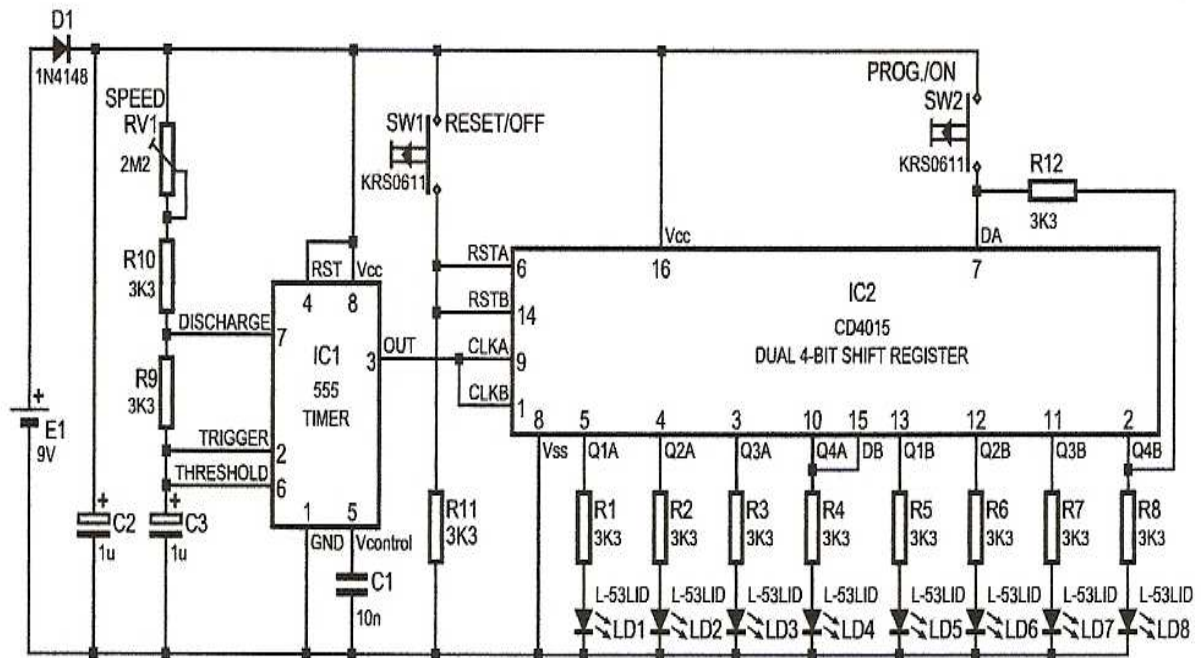 D1
1N4148
SPEED
RV1
2M2
SW1
RESET/OFF
KRS0611
PROG./ON
SW2
KRS0611
R12
3K3
R10
3K3
DISCHARGE
R9
3K3
TRIGGER
THRESHOLD
RST
Vcc
4
8
7
IC1
555
TIMER
3
OUT
2
6
1
5
GND
Vcontrol
C1
10n
+
E1
9V
+
C2
1u
+
C3
1u
R11
3K3
RSTA
6
RSTB
14
CLKA
9
CLKB
1
Vcc
16
DA
7
IC2
CD4015
DUAL 4-BIT SHIFT REGISTER
8
5
4
3
10
15
13
12
11
2
Vss
Q1A
Q2A
Q3A
Q4A
DB
Q1B
Q2B
Q3B
Q4B
R1
3K3
R2
3K3
R3
3K3
R4
3K3
R5
3K3
R6
3K3
R7
3K3
R8
3K3
L-53LID
L-53LID
L-53LID
L-53LID
L-53LID
L-53LID
L-53LID
L-53LID
LD1
LD2
LD3
LD4
LD5
LD6
LD7
LD8